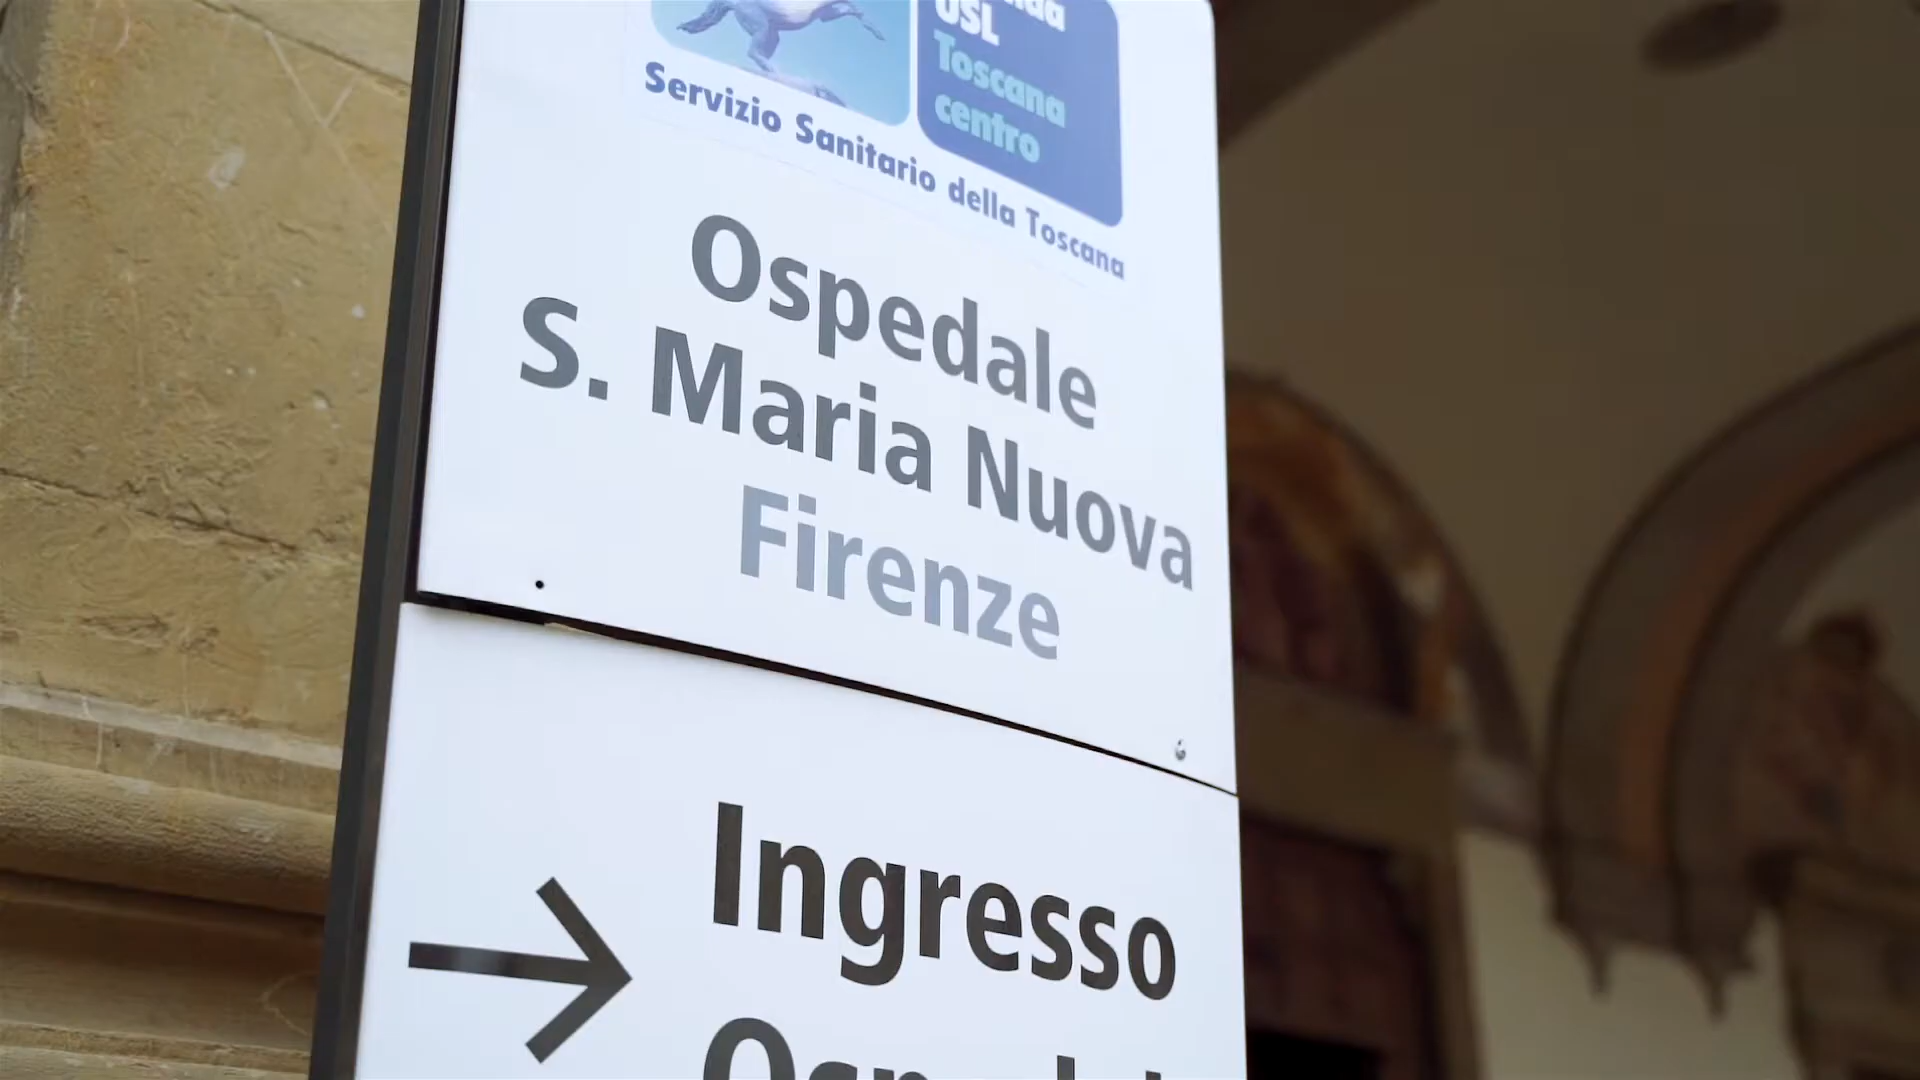 USL
Toscana
centro
Servizio Sanitario della Toscana
Ospedale
S. Maria Nuova
Firenze
Ingresso